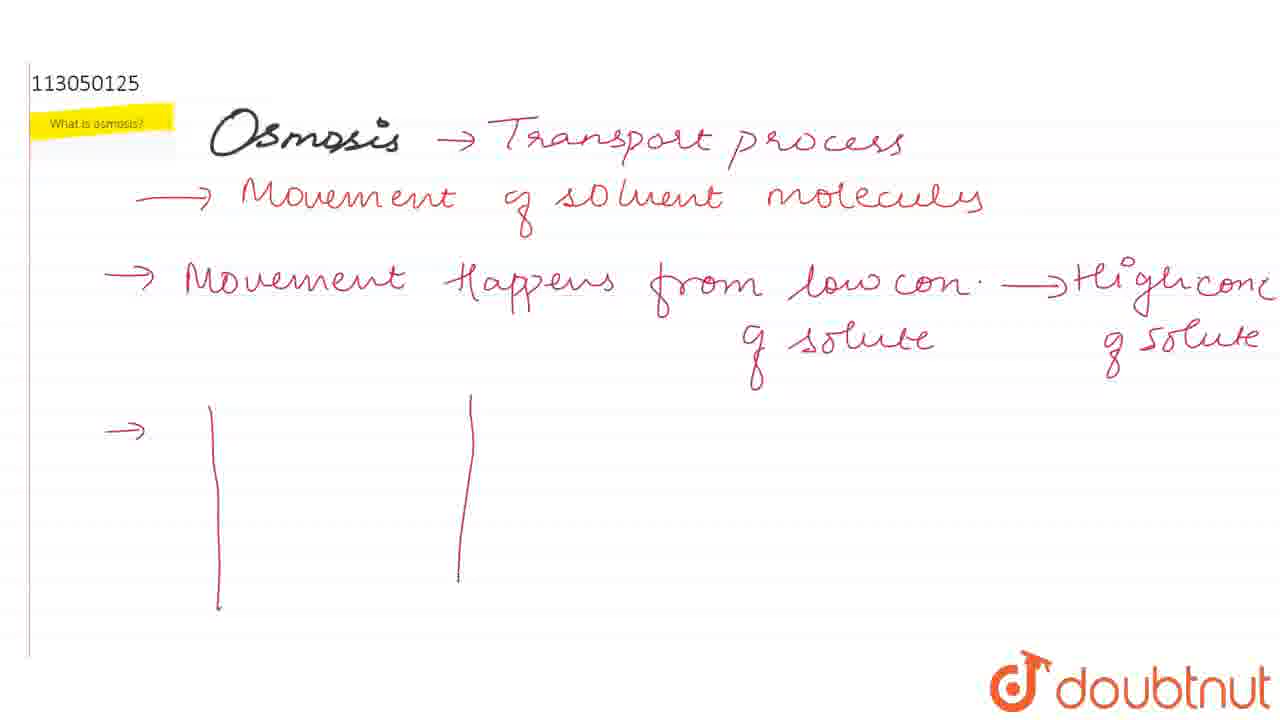 113050125
What is osmosis?
Osmosis → Transport process
→ Movement of solvent molecules
→ Movement Happens from low con. → High conc
of solute of solute
→
doubtnut